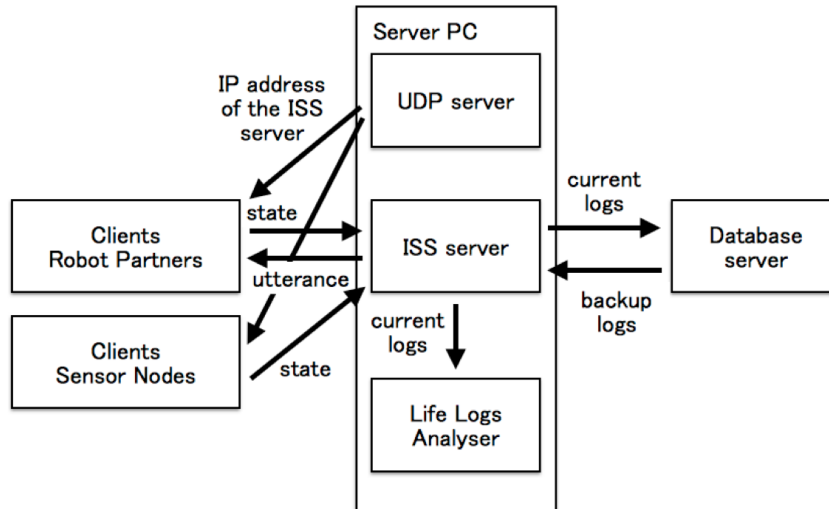 Server PC
UDP server
IP address
of the ISS
server
Clients
Robot Partners
state
utterance
ISS server
current
logs
Database
server
backup
logs
Clients
Sensor Nodes
state
current
logs
Life Logs
Analyser